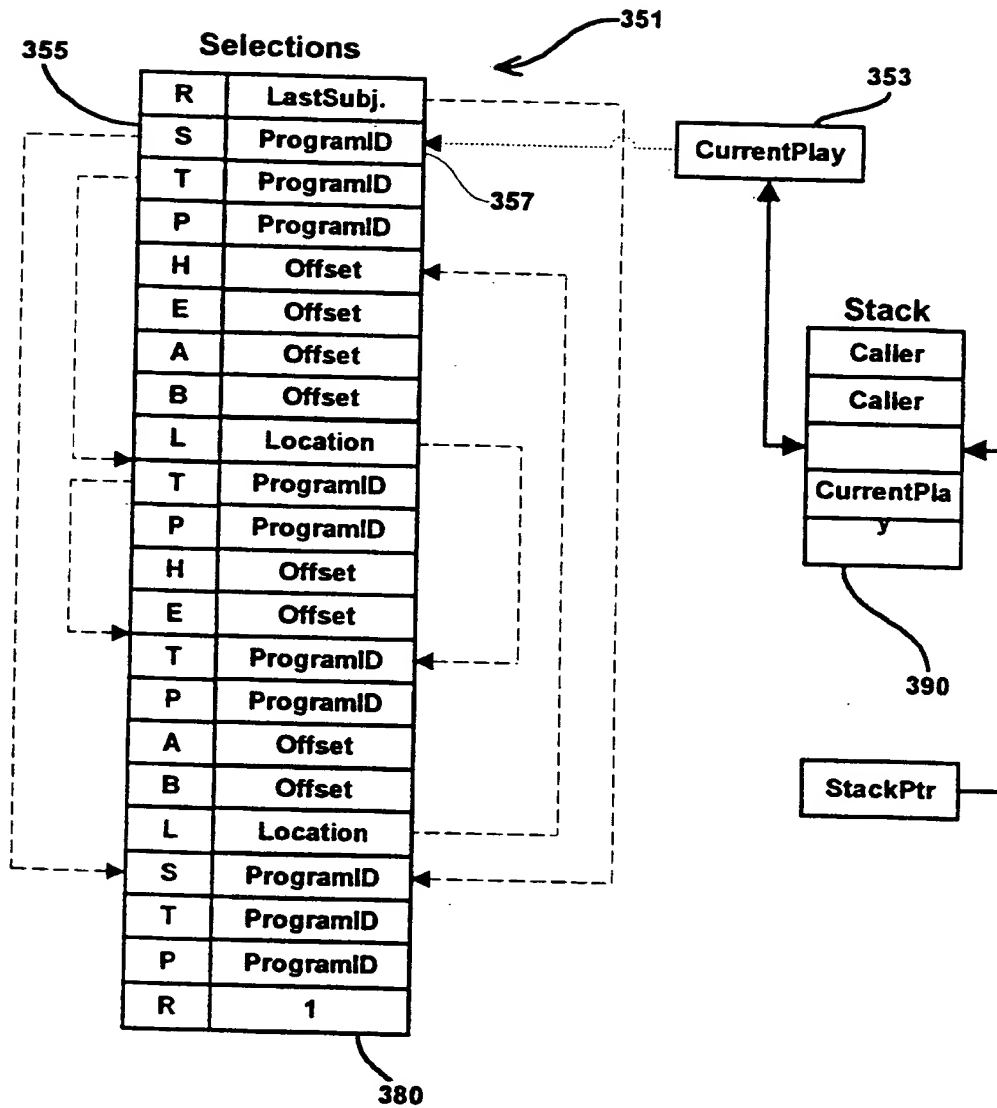 351
355
Selections
353
R LastSubj.
S ProgramID
CurrentPlay
T ProgramID
357
P ProgramID
H Offset
E Offset
Stack
A Offset
Caller
B Offset
Caller
L Location
T ProgramID
CurrentPla
y
P ProgramID
H Offset
E Offset
T ProgramID
390
P ProgramID
A Offset
B Offset
StackPtr
L Location
S ProgramID
T ProgramID
P ProgramID
R 1
380